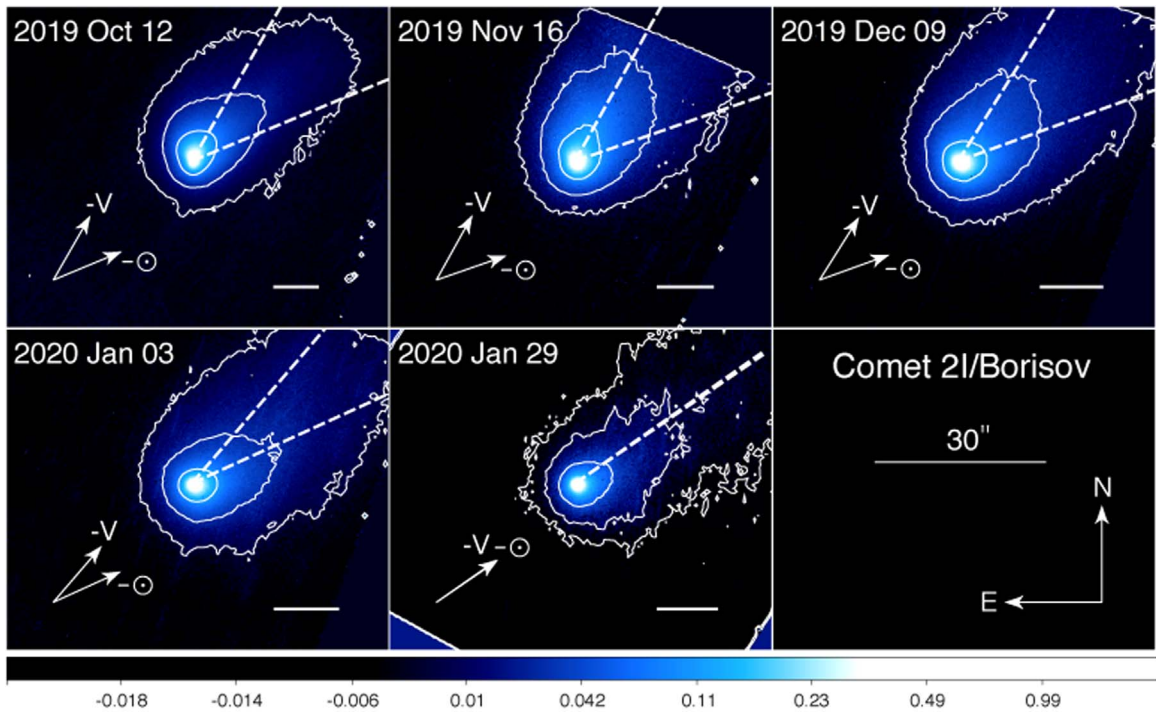 2019 Oct 12
2019 Nov 16
2019 Dec 09
-V
-⊙
-V
-⊙
-V
-⊙
2020 Jan 03
2020 Jan 29
Comet 2I/Borisov
30"
N
-V
-⊙
-V -⊙
E
-0.018 -0.014 -0.006 0.01 0.042 0.11 0.23 0.49 0.99